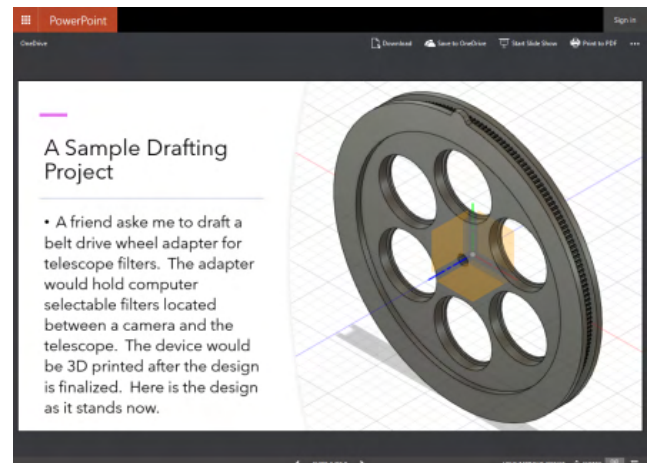 PowerPoint
Sign in
OneDrive
Download Save to OneDrive Start Slide Show Print to PDF
A Sample Drafting
Project
• A friend aske me to draft a
belt drive wheel adapter for
telescope filters. The adapter
would hold computer
selectable filters located
between a camera and the
telescope. The device would
be 3D printed after the design
is finalized. Here is the design
as it stands now.